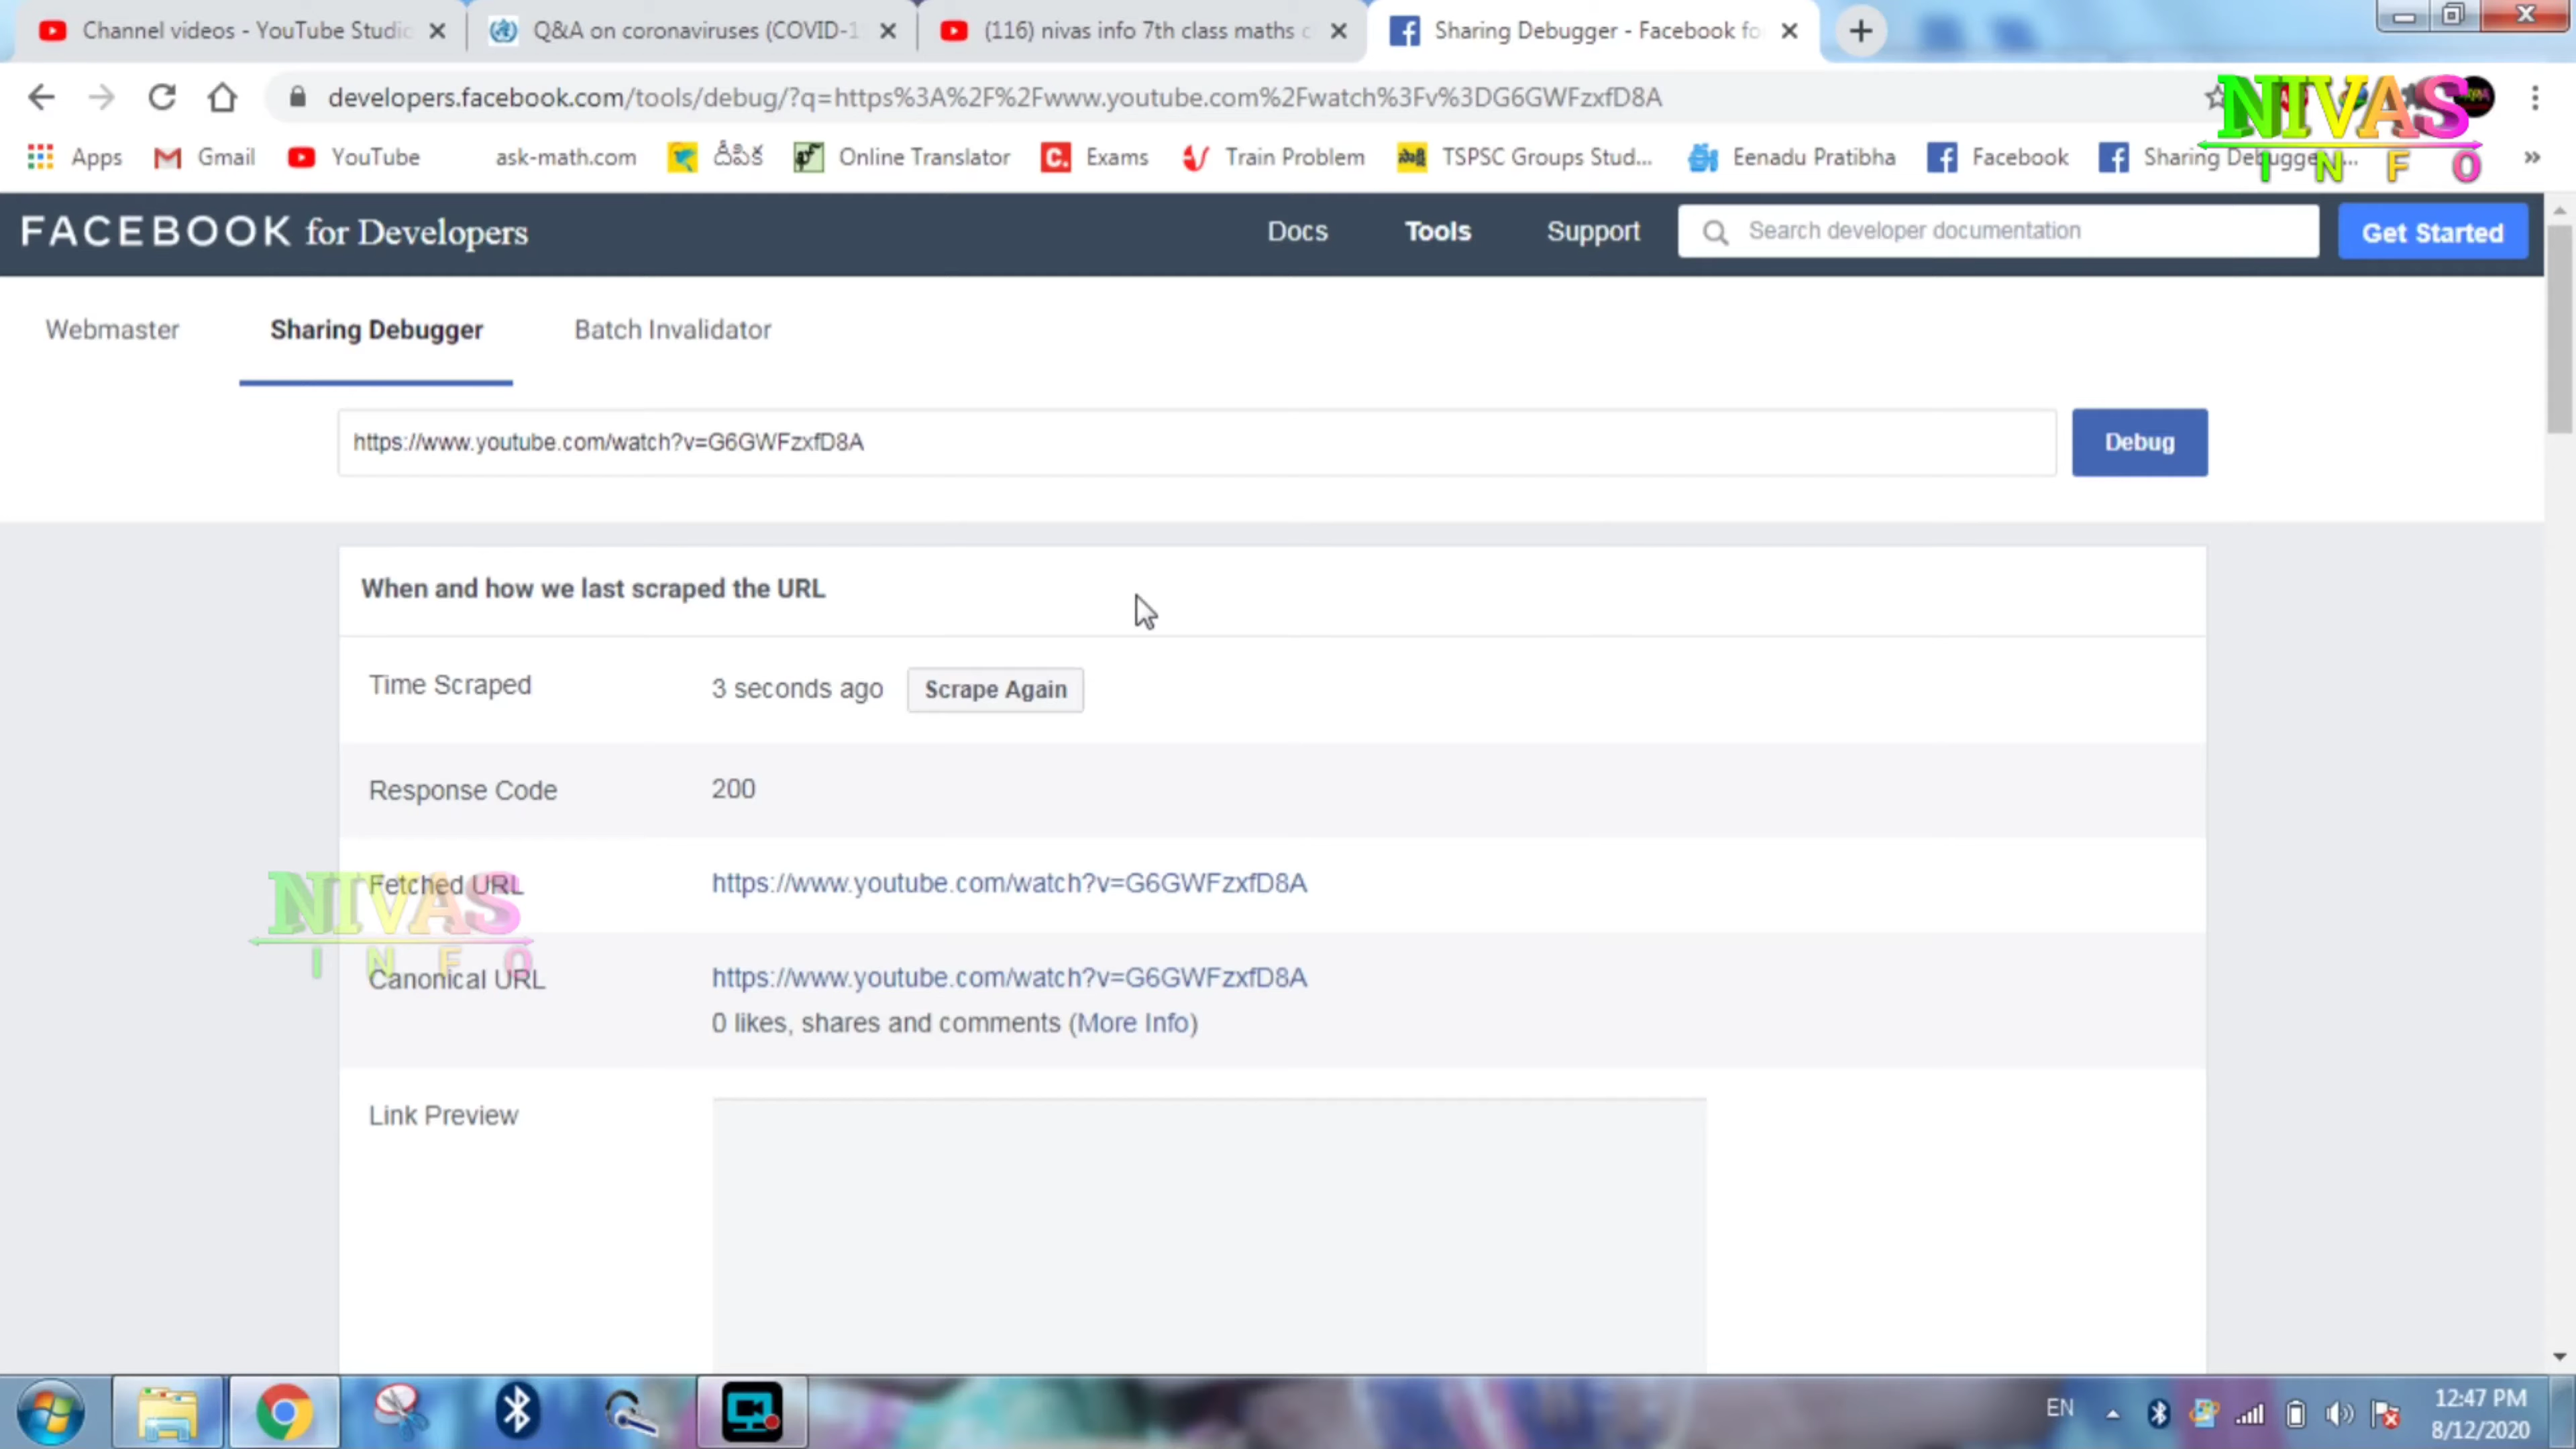 Channel videos - YouTube Studio
Q&A on coronaviruses (COVID-1
(116) nivas info 7th class maths c
Sharing Debugger - Facebook fo
developers.facebook.com/tools/debug/?q=https%3A%2F%2Fwww.youtube.com%2Fwatch%3Fv%3DG6GWFzxfD8A
NIVAS
INFO
Apps
Gmail
YouTube
ask-math.com
దీపిక
Online Translator
Exams
Train Problem
TSPSC Groups Stud...
Eenadu Pratibha
Facebook
Sharing Debugger
FACEBOOK for Developers
Docs
Tools
Support
Search developer documentation
Get Started
Webmaster
Sharing Debugger
Batch Invalidator
https://www.youtube.com/watch?v=G6GWFzxfD8A
Debug
When and how we last scraped the URL
Time Scraped
3 seconds ago
Scrape Again
Response Code
200
Fetched URL
https://www.youtube.com/watch?v=G6GWFzxfD8A
NIVAS
INFO
Canonical URL
https://www.youtube.com/watch?v=G6GWFzxfD8A
0 likes, shares and comments (More Info)
Link Preview
EN
12:47 PM
8/12/2020